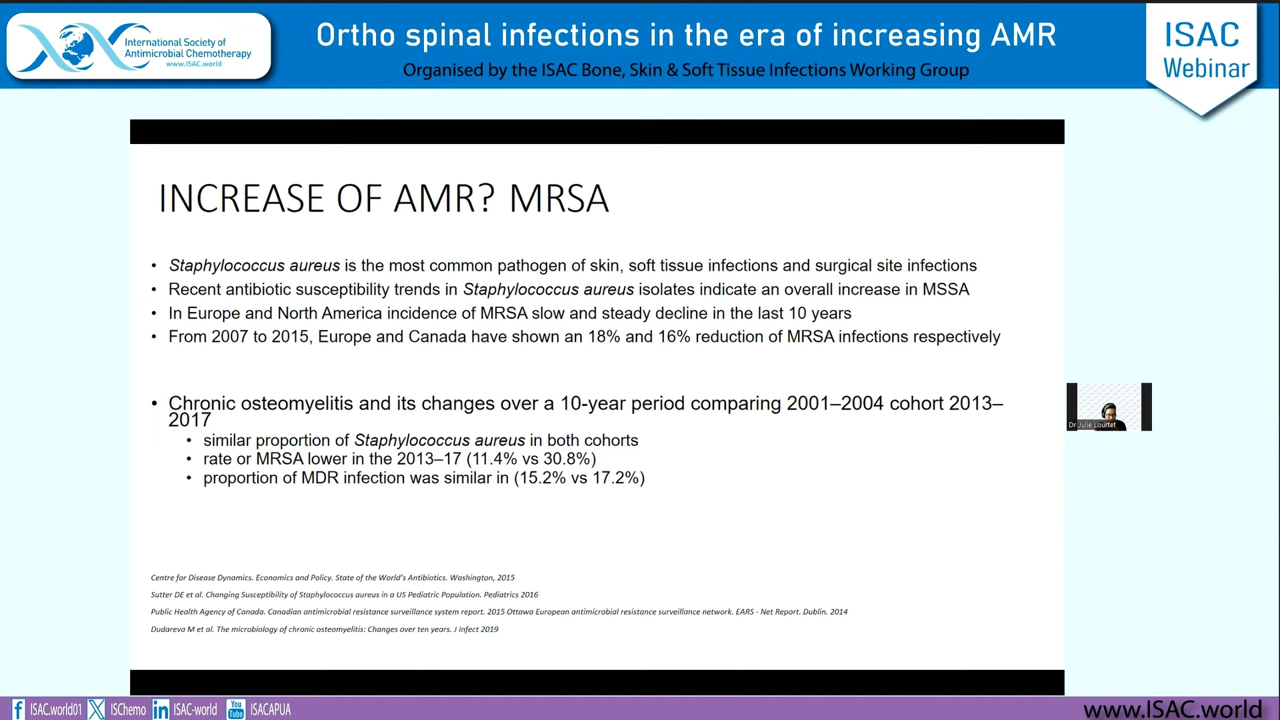 International Society of
Antimicrobial Chemotherapy
www.ISAC.world
Ortho spinal infections in the era of increasing AMR
Organised by the ISAC Bone, Skin & Soft Tissue Infections Working Group
ISAC
Webinar
INCREASE OF AMR? MRSA
• Staphylococcus aureus is the most common pathogen of skin, soft tissue infections and surgical site infections
• Recent antibiotic susceptibility trends in Staphylococcus aureus isolates indicate an overall increase in MSSA
• In Europe and North America incidence of MRSA slow and steady decline in the last 10 years
• From 2007 to 2015, Europe and Canada have shown an 18% and 16% reduction of MRSA infections respectively
• Chronic osteomyelitis and its changes over a 10-year period comparing 2001–2004 cohort 2013–
2017
• similar proportion of Staphylococcus aureus in both cohorts
• rate or MRSA lower in the 2013–17 (11.4% vs 30.8%)
• proportion of MDR infection was similar in (15.2% vs 17.2%)
Dr Julie Lourtet
Centre for Disease Dynamics. Economics and Policy. State of the World's Antibiotics. Washington, 2015
Sutter DE et al. Changing Susceptibility of Staphylococcus aureus in a US Pediatric Population. Pediatrics 2016
Public Health Agency of Canada. Canadian antimicrobial resistance surveillance system report. 2015 Ottawa European antimicrobial resistance surveillance network. EARS - Net Report. Dublin. 2014
Dudareva M et al. The microbiology of chronic osteomyelitis: Changes over ten years. J Infect 2019
f ISAC.world01 X ISChemo in ISAC-world You Tube ISACAPUA
www.ISAC.world